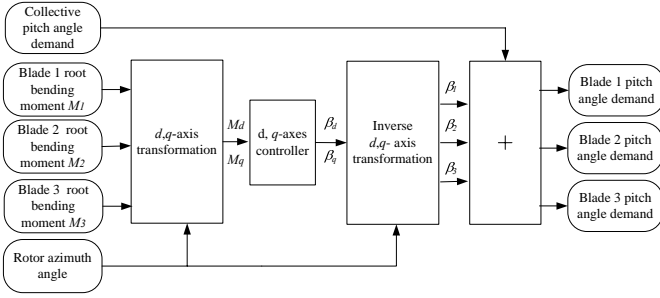 Collective
pitch angle
demand
Blade 1 root
bending
moment M1
Blade 2 root
bending
moment M2
Blade 3 root
bending
moment M3
Rotor azimuth
angle
d,q-axis
transformation
Md
Mq
d, q-axes
controller
βd
βq
Inverse
d,q- axis
transformation
β1
β2
β3
+
Blade 1 pitch
angle demand
Blade 2 pitch
angle demand
Blade 3 pitch
angle demand